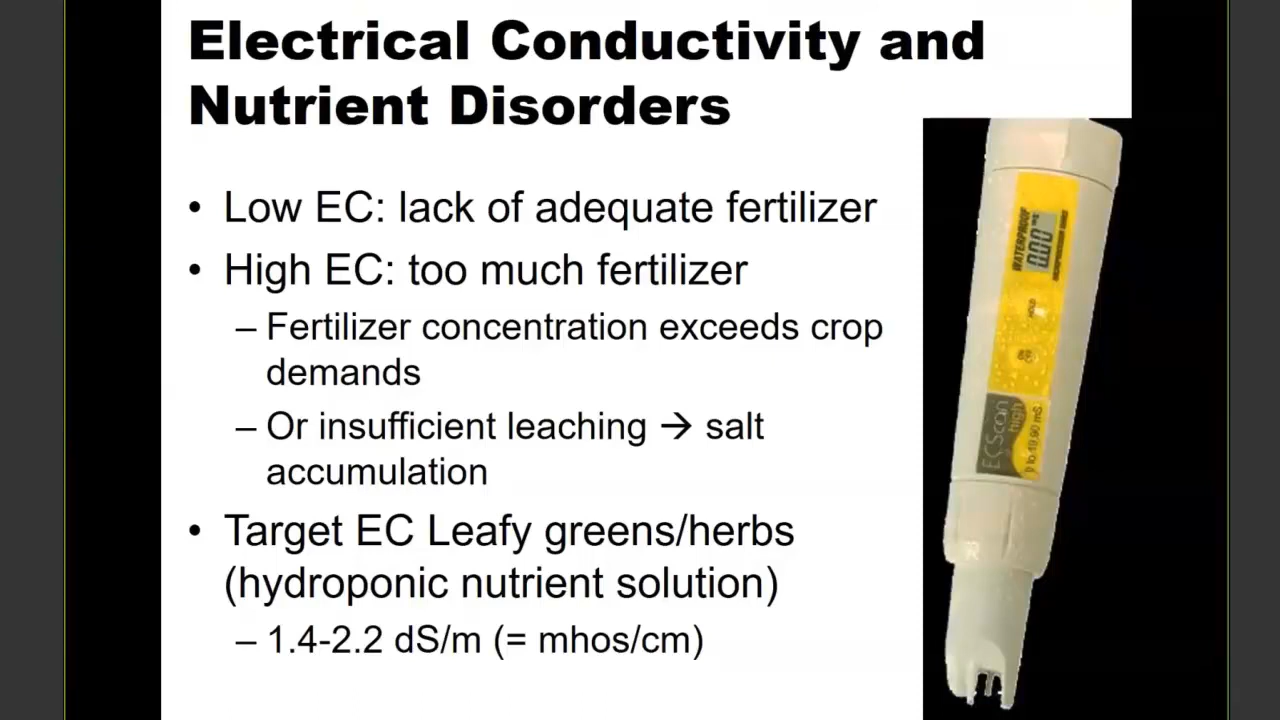 Electrical Conductivity and
Nutrient Disorders
• Low EC: lack of adequate fertilizer
• High EC: too much fertilizer
– Fertilizer concentration exceeds crop
demands
– Or insufficient leaching → salt
accumulation
• Target EC Leafy greens/herbs
(hydroponic nutrient solution)
– 1.4-2.2 dS/m (= mhos/cm)
WATERPROOF
000
HOLD
ECScan
high